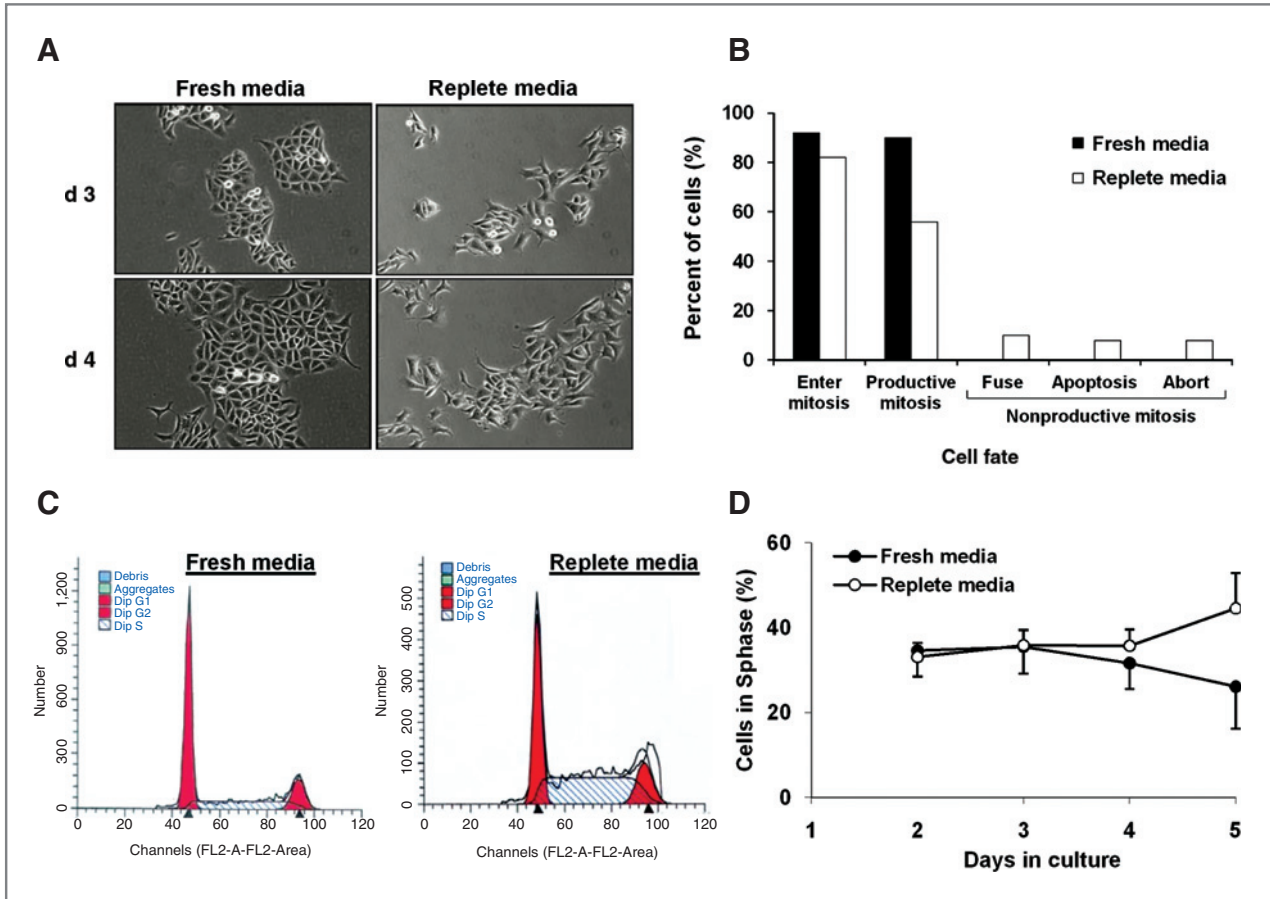 A
Fresh media
Replete media
d 3
d 4
B
100
80
60
40
20
0
Percent of cells (%)
Fresh media
Replete media
Enter mitosis
Productive mitosis
Fuse
Apoptosis
Abort
Nonproductive mitosis
Cell fate
C
Fresh media
Debris
Aggregates
Dip G1
Dip G2
Dip S
Number
1,200
900
600
300
0
0 20 40 60 80 100 120
Channels (FL2-A-FL2-Area)
Replete media
Debris
Aggregates
Dip G1
Dip G2
Dip S
Number
500
400
300
200
100
0
0 20 40 60 80 100 120
Channels (FL2-A-FL2-Area)
D
Fresh media
Replete media
Cells in Sphase (%)
60
40
20
0
1 2 3 4 5
Days in culture